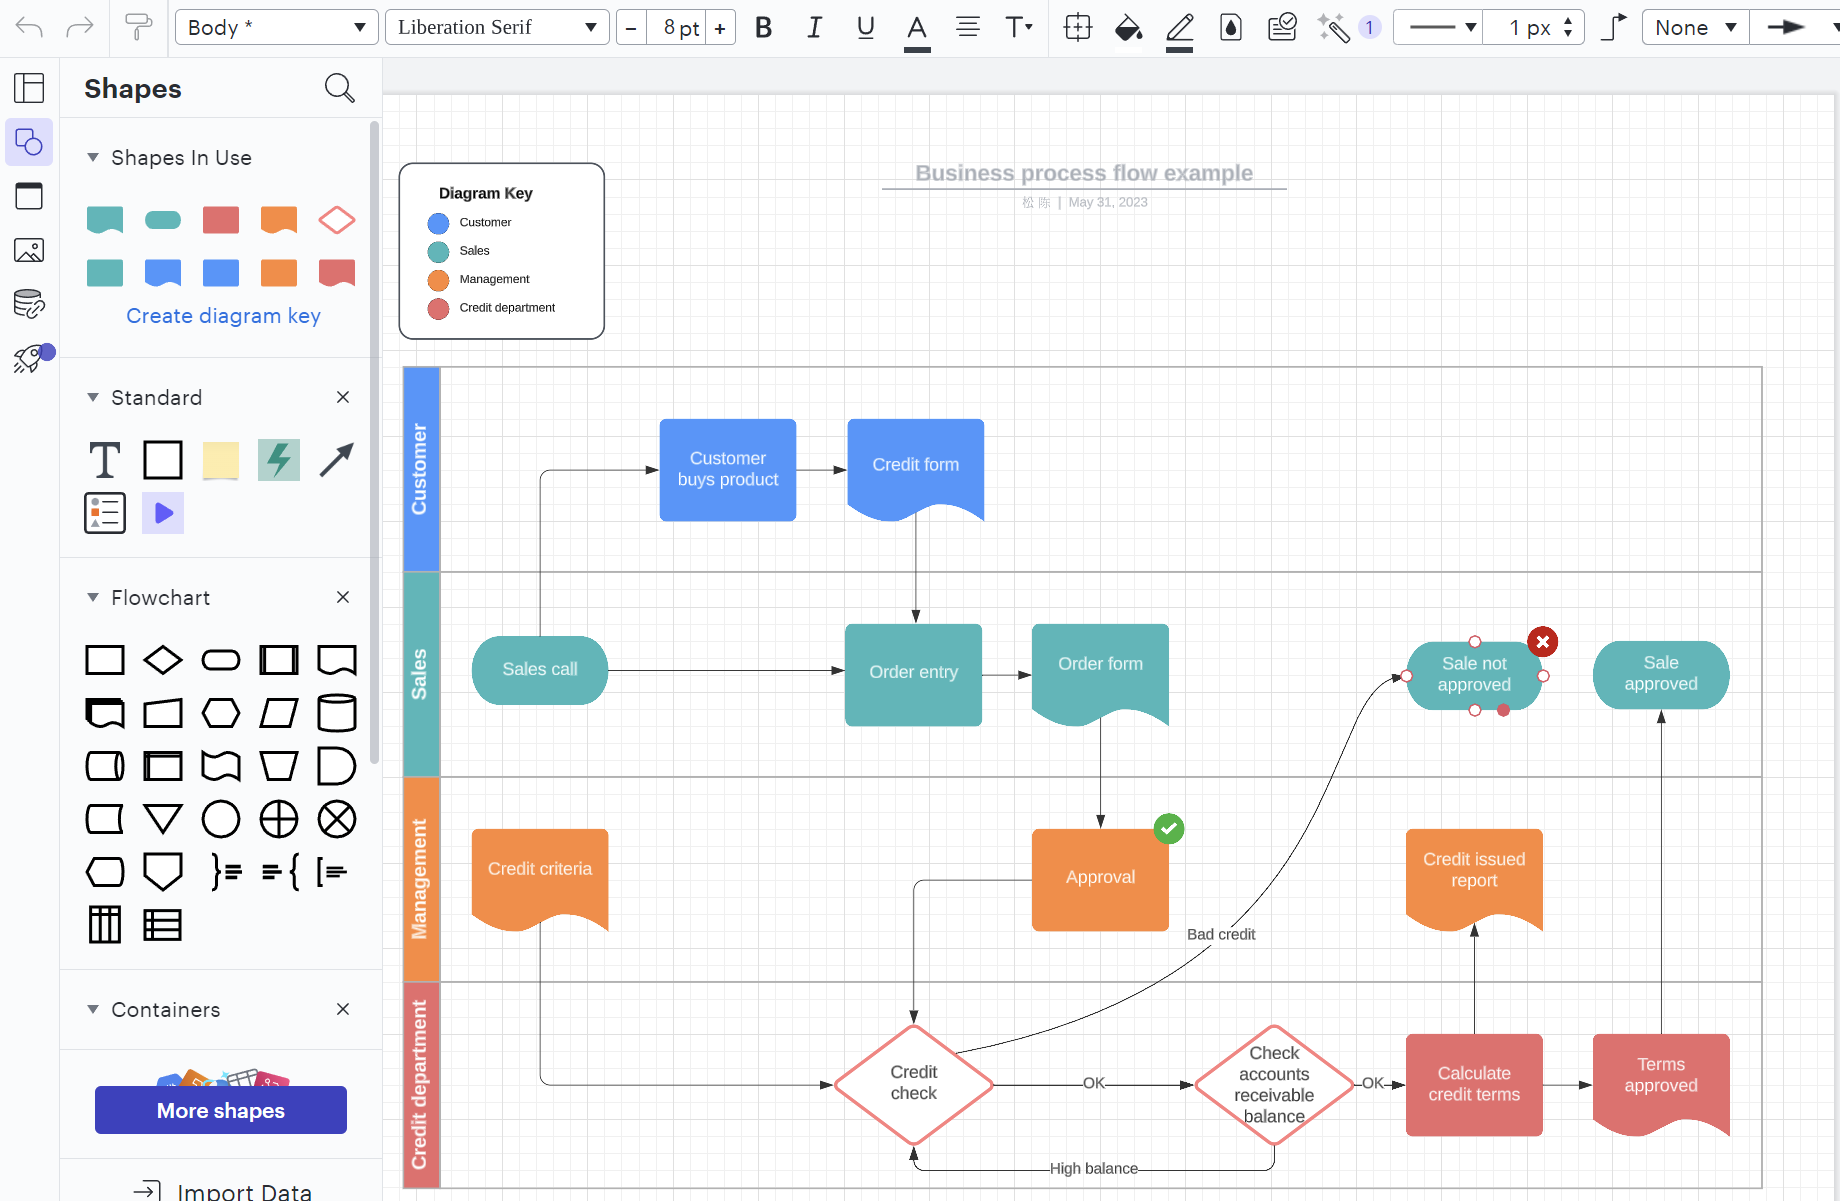 Body *
Liberation Serif
− 8 pt +
B I U A T
1
1 px
None
Shapes
Shapes In Use
Create diagram key
Standard
T
Flowchart
Containers
More shapes
Import Data
Business process flow example
松 陈 | May 31, 2023
Diagram Key
Customer
Sales
Management
Credit department
Customer
Customer
buys product
Credit form
Sales
Sales call
Order entry
Order form
Sale not
approved
Sale
approved
Management
Credit criteria
Approval
Credit issued
report
Bad credit
Credit department
Credit
check
OK
Check
accounts
receivable
balance
OK
Calculate
credit terms
Terms
approved
High balance